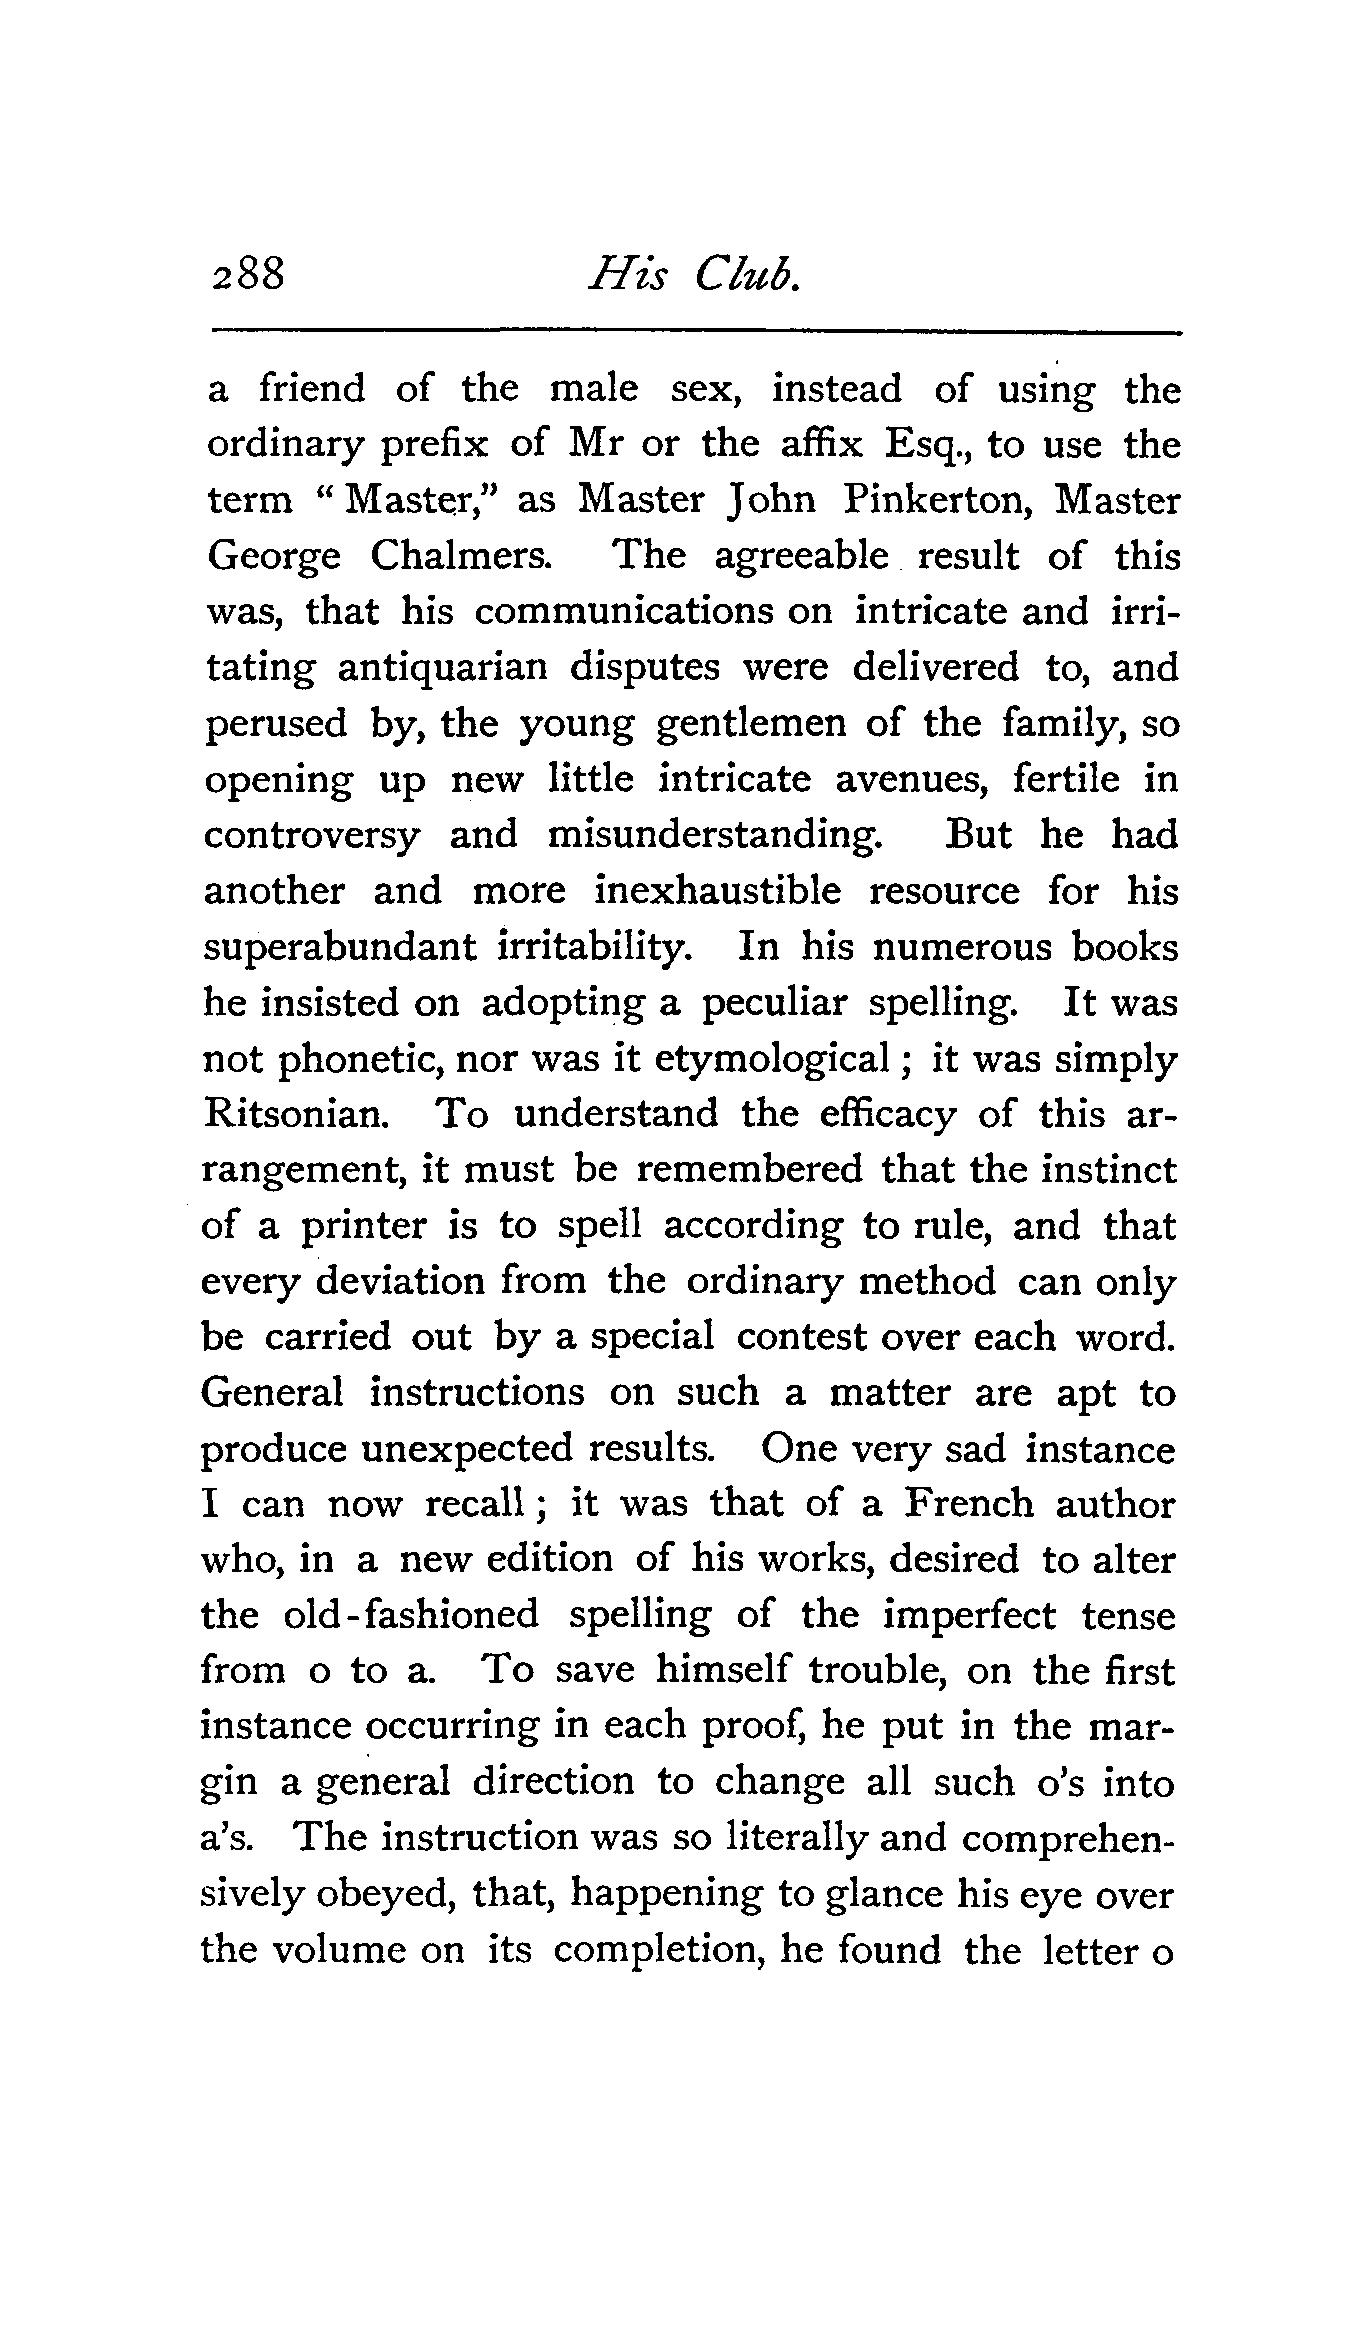 288 His Club.
a friend of the male sex, instead of using the
ordinary prefix of Mr or the affix Esq., to use the
term “Master,” as Master John Pinkerton, Master
George Chalmers. The agreeable result of this
was, that his communications on intricate and irri-
tating antiquarian disputes were delivered to, and
perused by, the young gentlemen of the family, so
opening up new little intricate avenues, fertile in
controversy and misunderstanding. But he had
another and more inexhaustible resource for his
superabundant irritability. In his numerous books
he insisted on adopting a peculiar spelling. It was
not phonetic, nor was it etymological; it was simply
Ritsonian. To understand the efficacy of this ar-
rangement, it must be remembered that the instinct
of a printer is to spell according to rule, and that
every deviation from the ordinary method can only
be carried out by a special contest over each word.
General instructions on such a matter are apt to
produce unexpected results. One very sad instance
I can now recall; it was that of a French author
who, in a new edition of his works, desired to alter
the old-fashioned spelling of the imperfect tense
from o to a. To save himself trouble, on the first
instance occurring in each proof, he put in the mar-
gin a general direction to change all such o's into
a's. The instruction was so literally and comprehen-
sively obeyed, that, happening to glance his eye over
the volume on its completion, he found the letter o